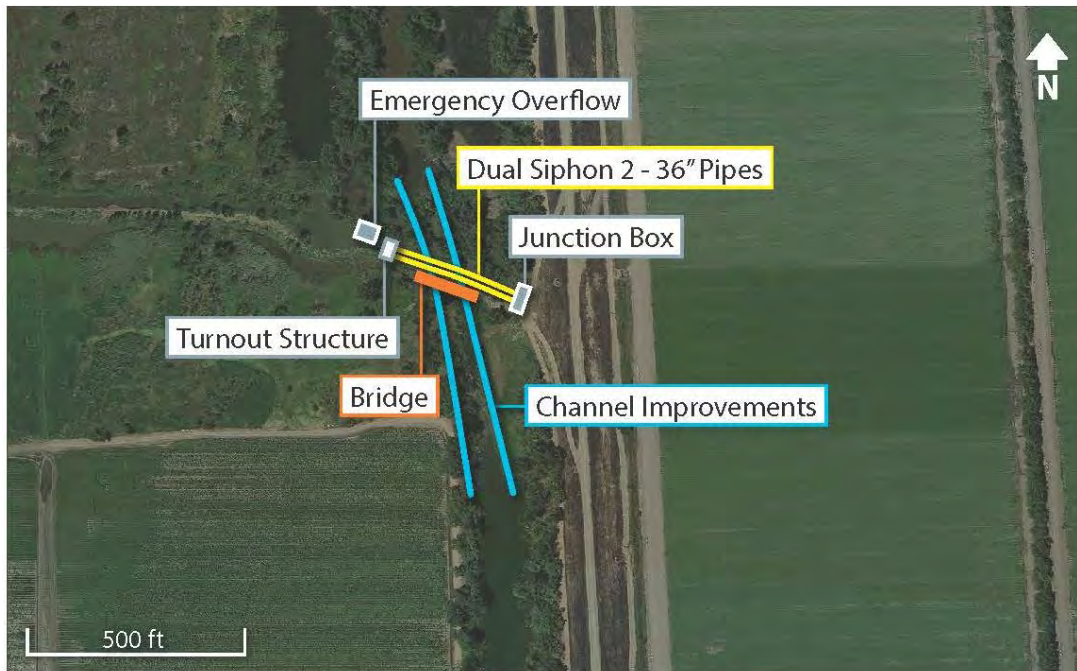 N
Emergency Overflow
Dual Siphon 2 - 36" Pipes
Junction Box
Turnout Structure
Bridge
Channel Improvements
500 ft